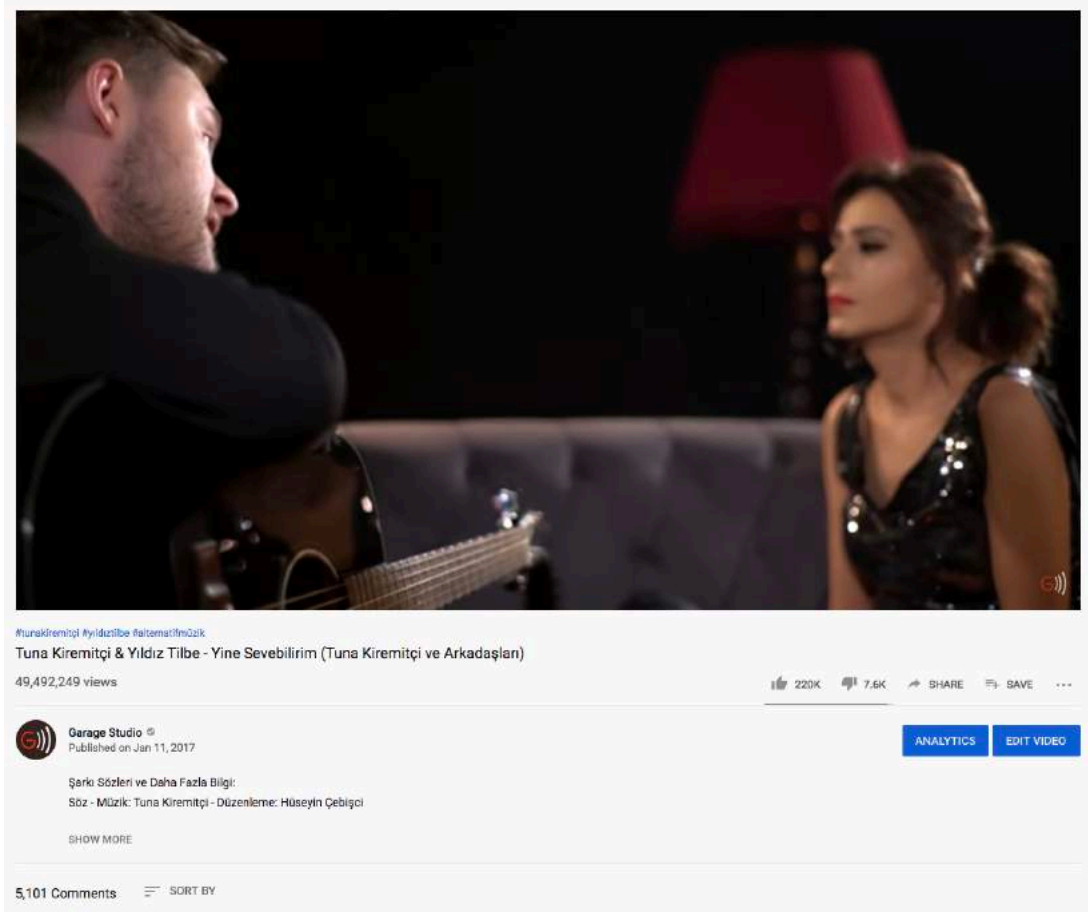 #tunakiremitçi #yıldıztilbe #alternatifmüzik
Tuna Kiremitçi & Yıldız Tilbe - Yine Sevebilirim (Tuna Kiremitçi ve Arkadaşları)
49,492,249 views
220K 7.6K SHARE SAVE ...
Garage Studio
Published on Jan 11, 2017
ANALYTICS EDIT VIDEO
Şarkı Sözleri ve Daha Fazla Bilgi:
Söz - Müzik: Tuna Kiremitçi - Düzenleme: Hüseyin Çebişci
SHOW MORE
5,101 Comments SORT BY